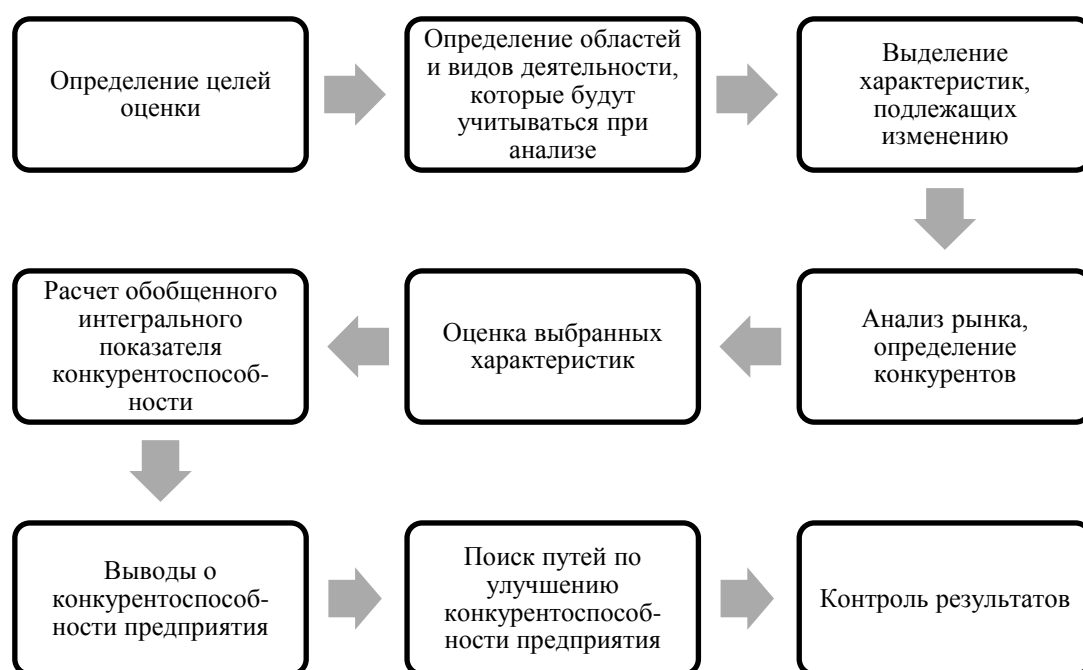 Определение целей
оценки
Определение областей
и видов деятельности,
которые будут
учитываться при
анализе
Выделение
характеристик,
подлежащих
изменению
Анализ рынка,
определение
конкурентов
Оценка выбранных
характеристик
Расчет обобщенного
интегрального
показателя
конкурентоспособ-
ности
Выводы о
конкурентоспособ-
ности предприятия
Поиск путей по
улучшению
конкурентоспособ-
ности предприятия
Контроль результатов